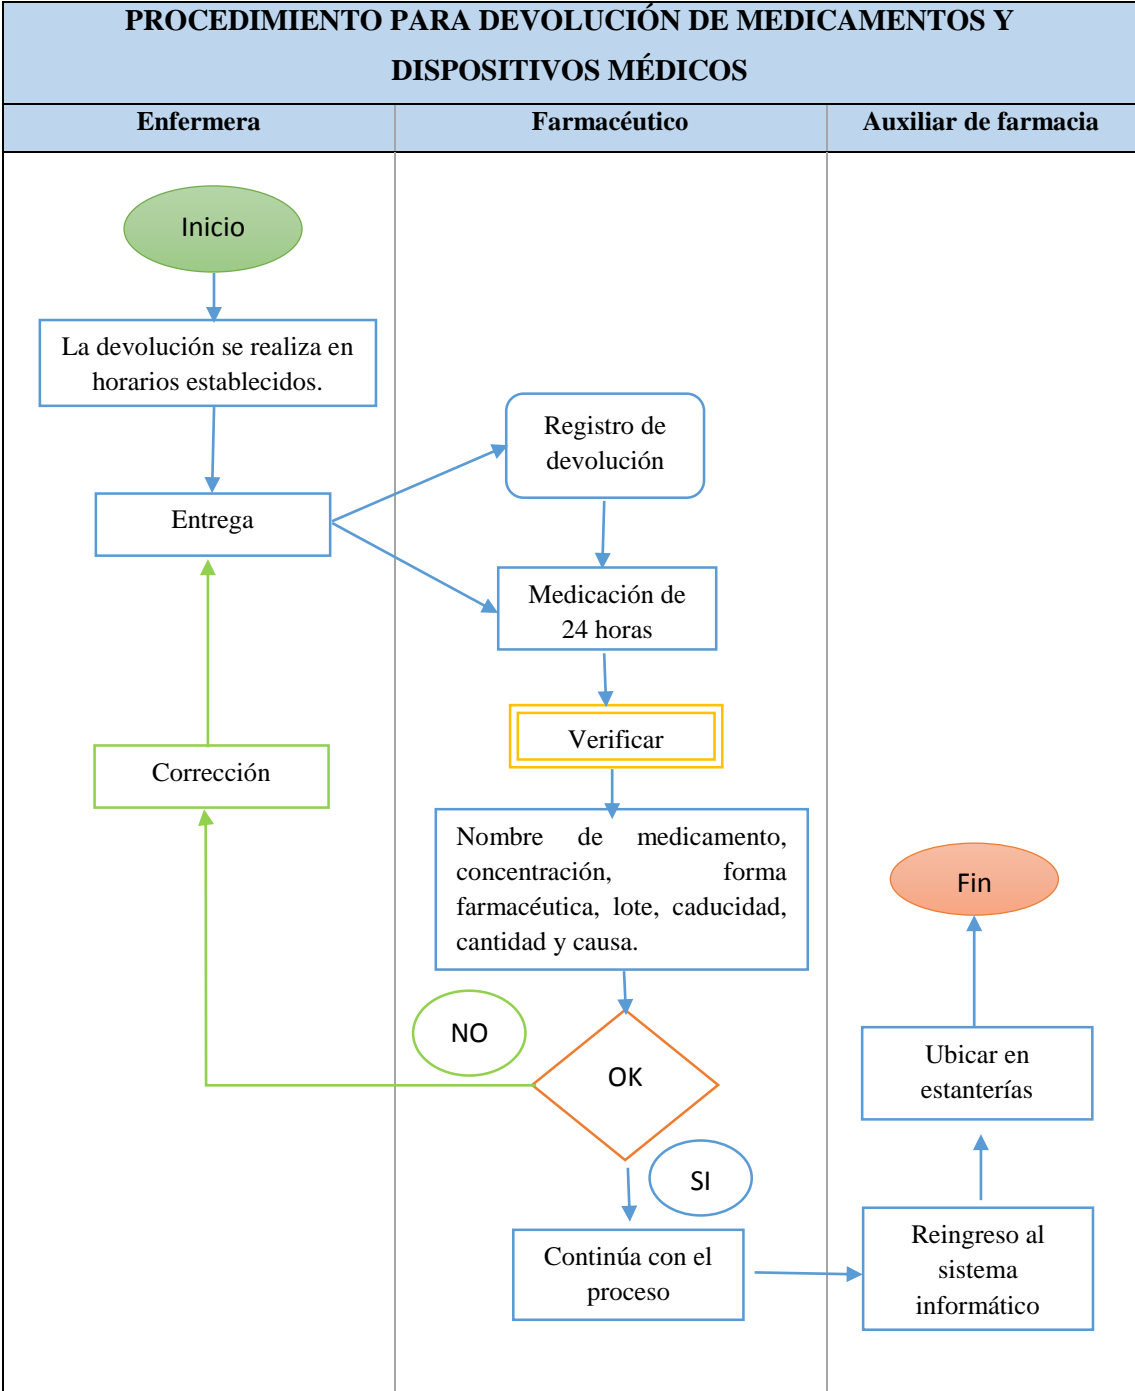 PROCEDIMIENTO PARA DEVOLUCIÓN DE MEDICAMENTOS Y
DISPOSITIVOS MÉDICOS
Enfermera
Farmacéutico
Auxiliar de farmacia
Inicio
La devolución se realiza en
horarios establecidos.
Entrega
Registro de
devolución
Medicación de
24 horas
Verificar
Corrección
Nombre de medicamento,
concentración, forma
farmacéutica, lote, caducidad,
cantidad y causa.
NO
OK
SI
Continúa con el
proceso
Reingreso al
sistema
informático
Ubicar en
estanterías
Fin